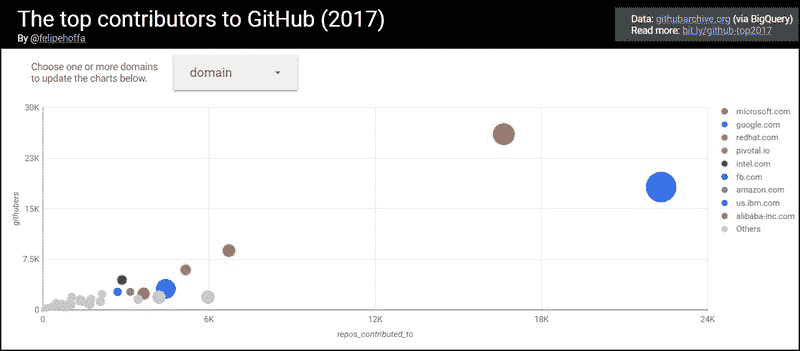 The top contributors to GitHub (2017)
By @felipehoffa
Data: githubarchive.org (via BigQuery)
Read more: bit.ly/github-top2017
Choose one or more domains
to update the charts below.
domain
30K
23K
15K
7.5K
0
githubers
0
6K
12K
18K
24K
repos_contributed_to
microsoft.com
google.com
redhat.com
pivotal.io
intel.com
fb.com
amazon.com
us.ibm.com
alibaba-inc.com
Others